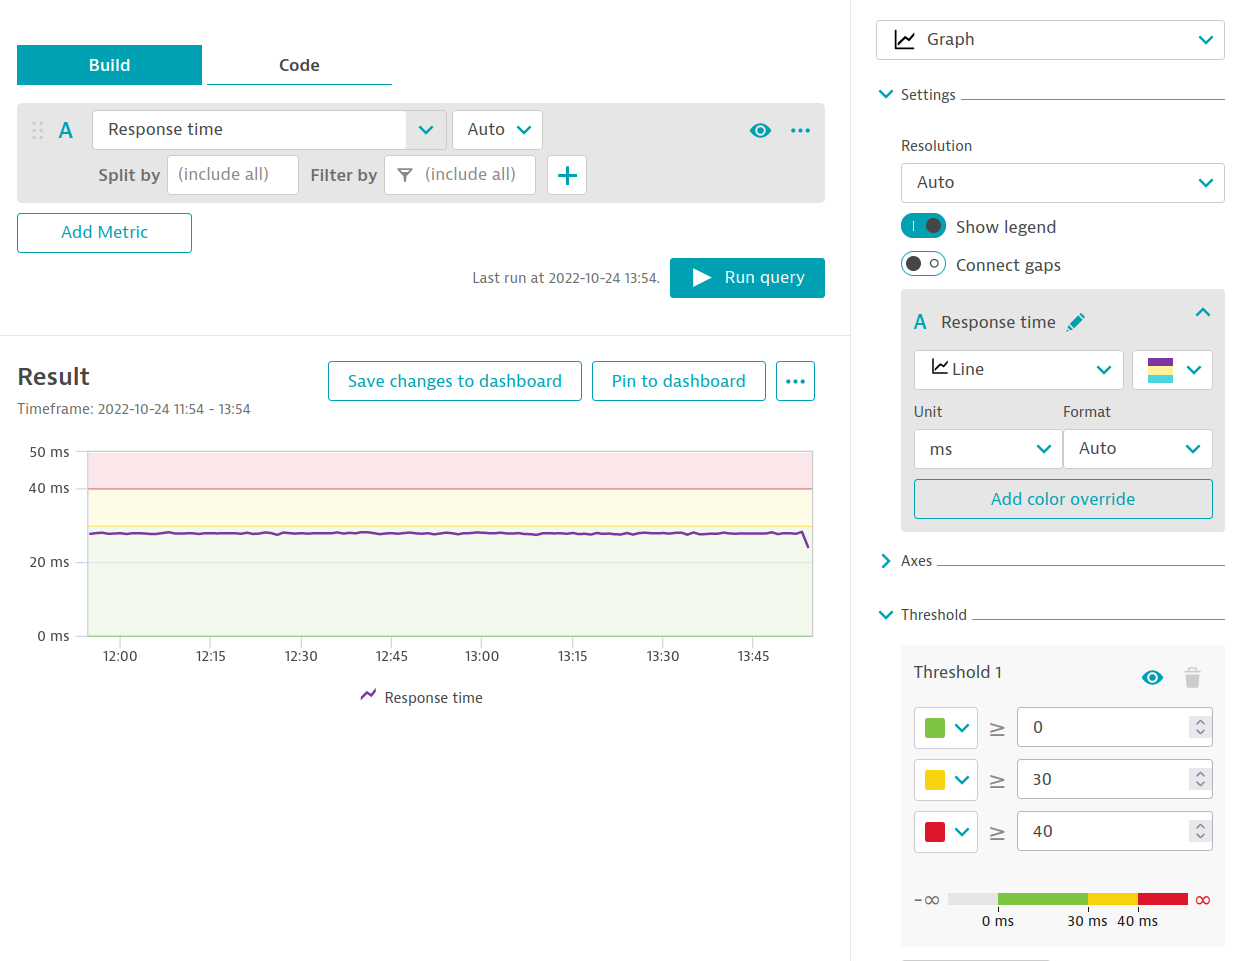 Build
Code
A
Response time
Auto
Split by
(include all)
Filter by
(include all)
Add Metric
Last run at 2022-10-24 13:54.
Run query
Result
Save changes to dashboard
Pin to dashboard
Timeframe: 2022-10-24 11:54 - 13:54
50 ms
40 ms
20 ms
0 ms
12:00
12:15
12:30
12:45
13:00
13:15
13:30
13:45
Response time
Graph
Settings
Resolution
Auto
Show legend
Connect gaps
A
Response time
Line
Unit
Format
ms
Auto
Add color override
Axes
Threshold
Threshold 1
≥
0
≥
30
≥
40
-∞
∞
0 ms
30 ms
40 ms